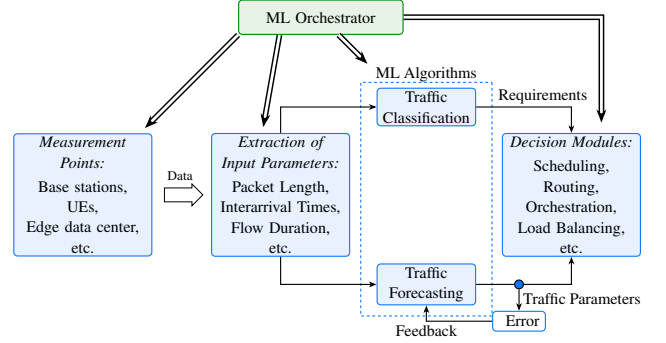 ML Orchestrator
ML Algorithms
Traffic
Classification
Requirements
Measurement
Points:
Base stations,
UEs,
Edge data center,
etc.
Data
Extraction of
Input Parameters:
Packet Length,
Interarrival Times,
Flow Duration,
etc.
Decision Modules:
Scheduling,
Routing,
Orchestration,
Load Balancing,
etc.
Traffic
Forecasting
Traffic Parameters
Error
Feedback